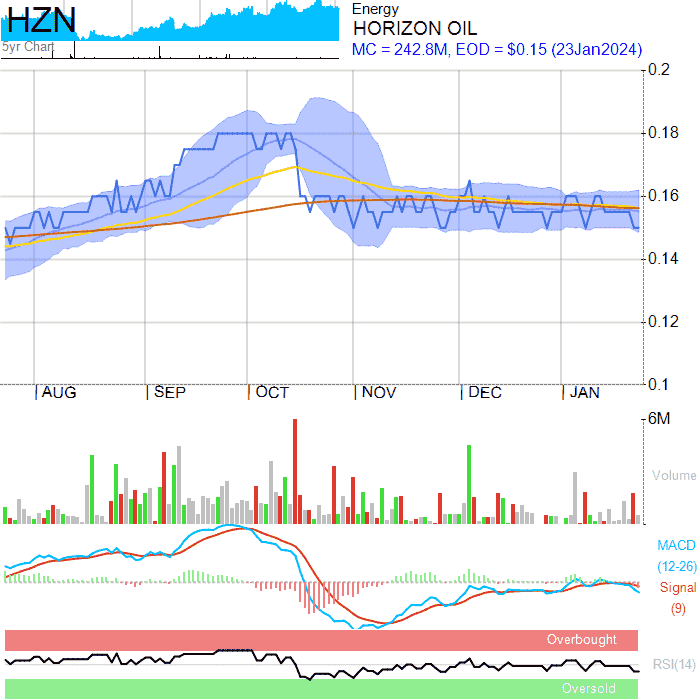 HZN
5yr Chart
Energy
HORIZON OIL
MC = 242.8M, EOD = $0.15 (23Jan2024)
0.2
0.18
0.16
0.14
0.12
0.1
AUG SEP OCT NOV DEC JAN
6M
Volume
MACD
(12-26)
Signal
(9)
Overbought
RSI(14)
Oversold